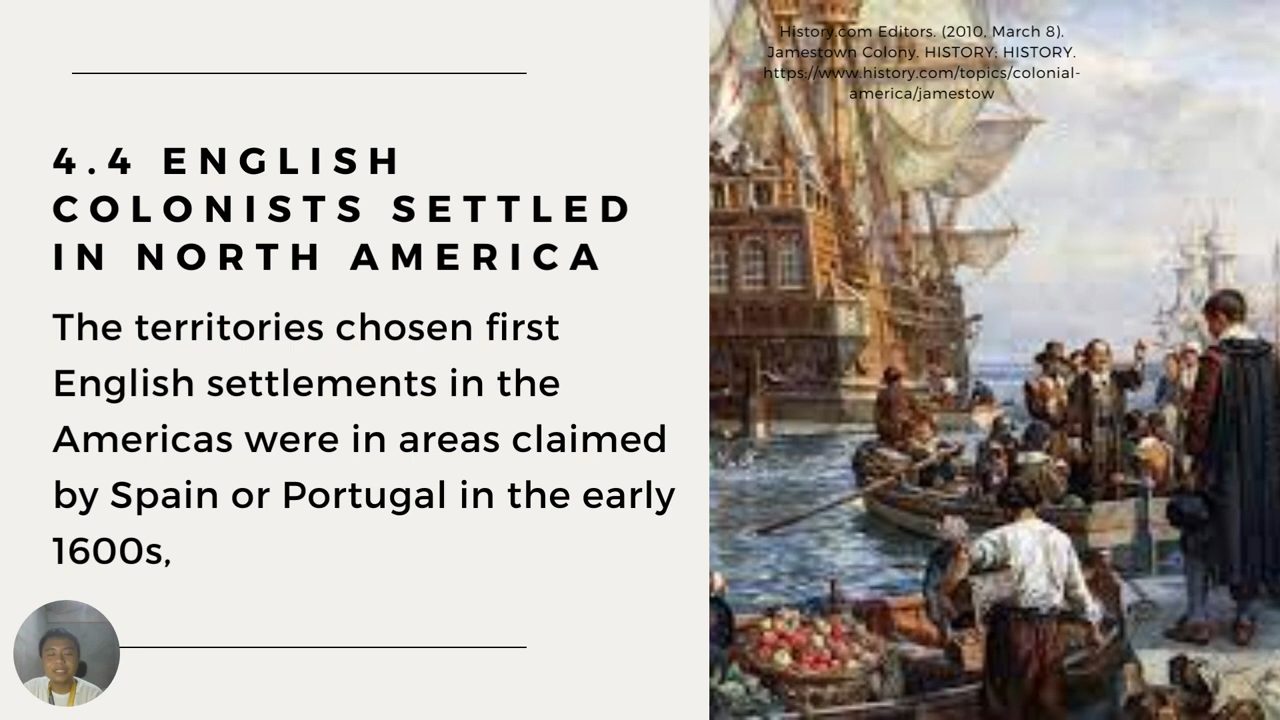 4.4 ENGLISH
COLONISTS SETTLED
IN NORTH AMERICA
The territories chosen first
English settlements in the
Americas were in areas claimed
by Spain or Portugal in the early
1600s,
History.com Editors. (2010, March 8).
Jamestown Colony. HISTORY; HISTORY.
https://www.history.com/topics/colonial-
america/jamestow